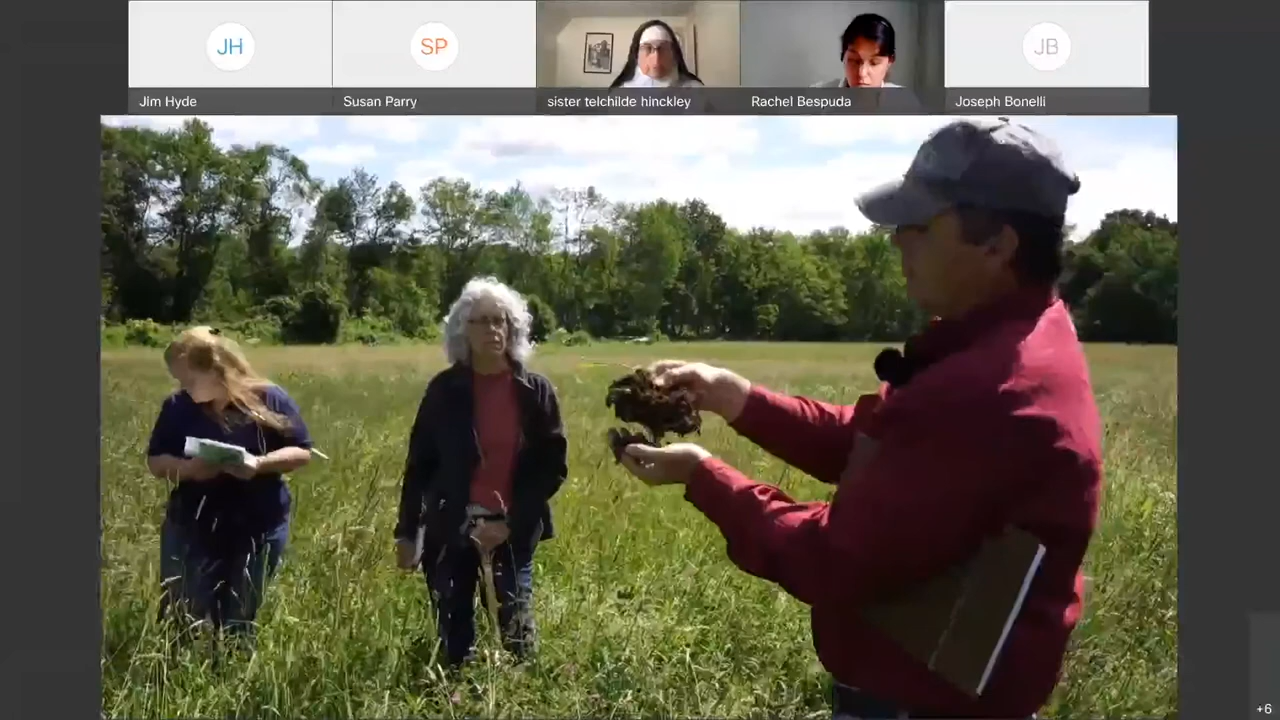 JH
SP
JB
Jim Hyde
Susan Parry
sister telchilde hinckley
Rachel Bespuda
Joseph Bonelli
+6